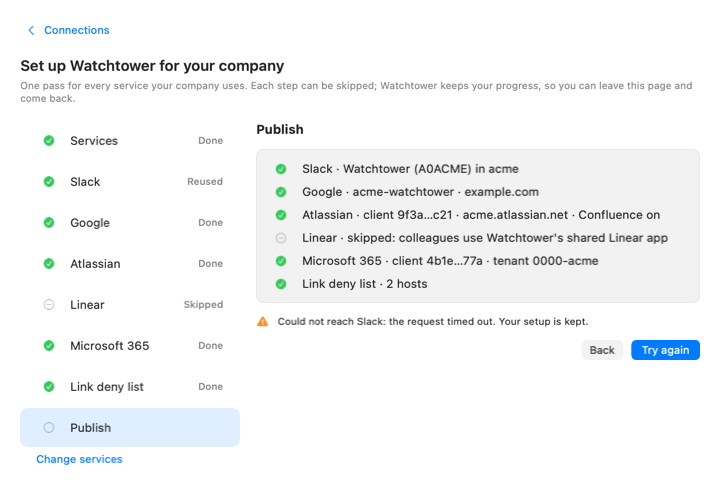 Connections
Set up Watchtower for your company
One pass for every service your company uses. Each step can be skipped; Watchtower keeps your progress, so you can leave this page and
come back.
Services Done
Slack Reused
Google Done
Atlassian Done
Linear Skipped
Microsoft 365 Done
Link deny list Done
Publish
Change services
Publish
Slack · Watchtower (A0ACME) in acme
Google · acme-watchtower · example.com
Atlassian · client 9f3a...c21 · acme.atlassian.net · Confluence on
Linear · skipped: colleagues use Watchtower's shared Linear app
Microsoft 365 · client 4b1e...77a · tenant 0000-acme
Link deny list · 2 hosts
Could not reach Slack: the request timed out. Your setup is kept.
Back Try again